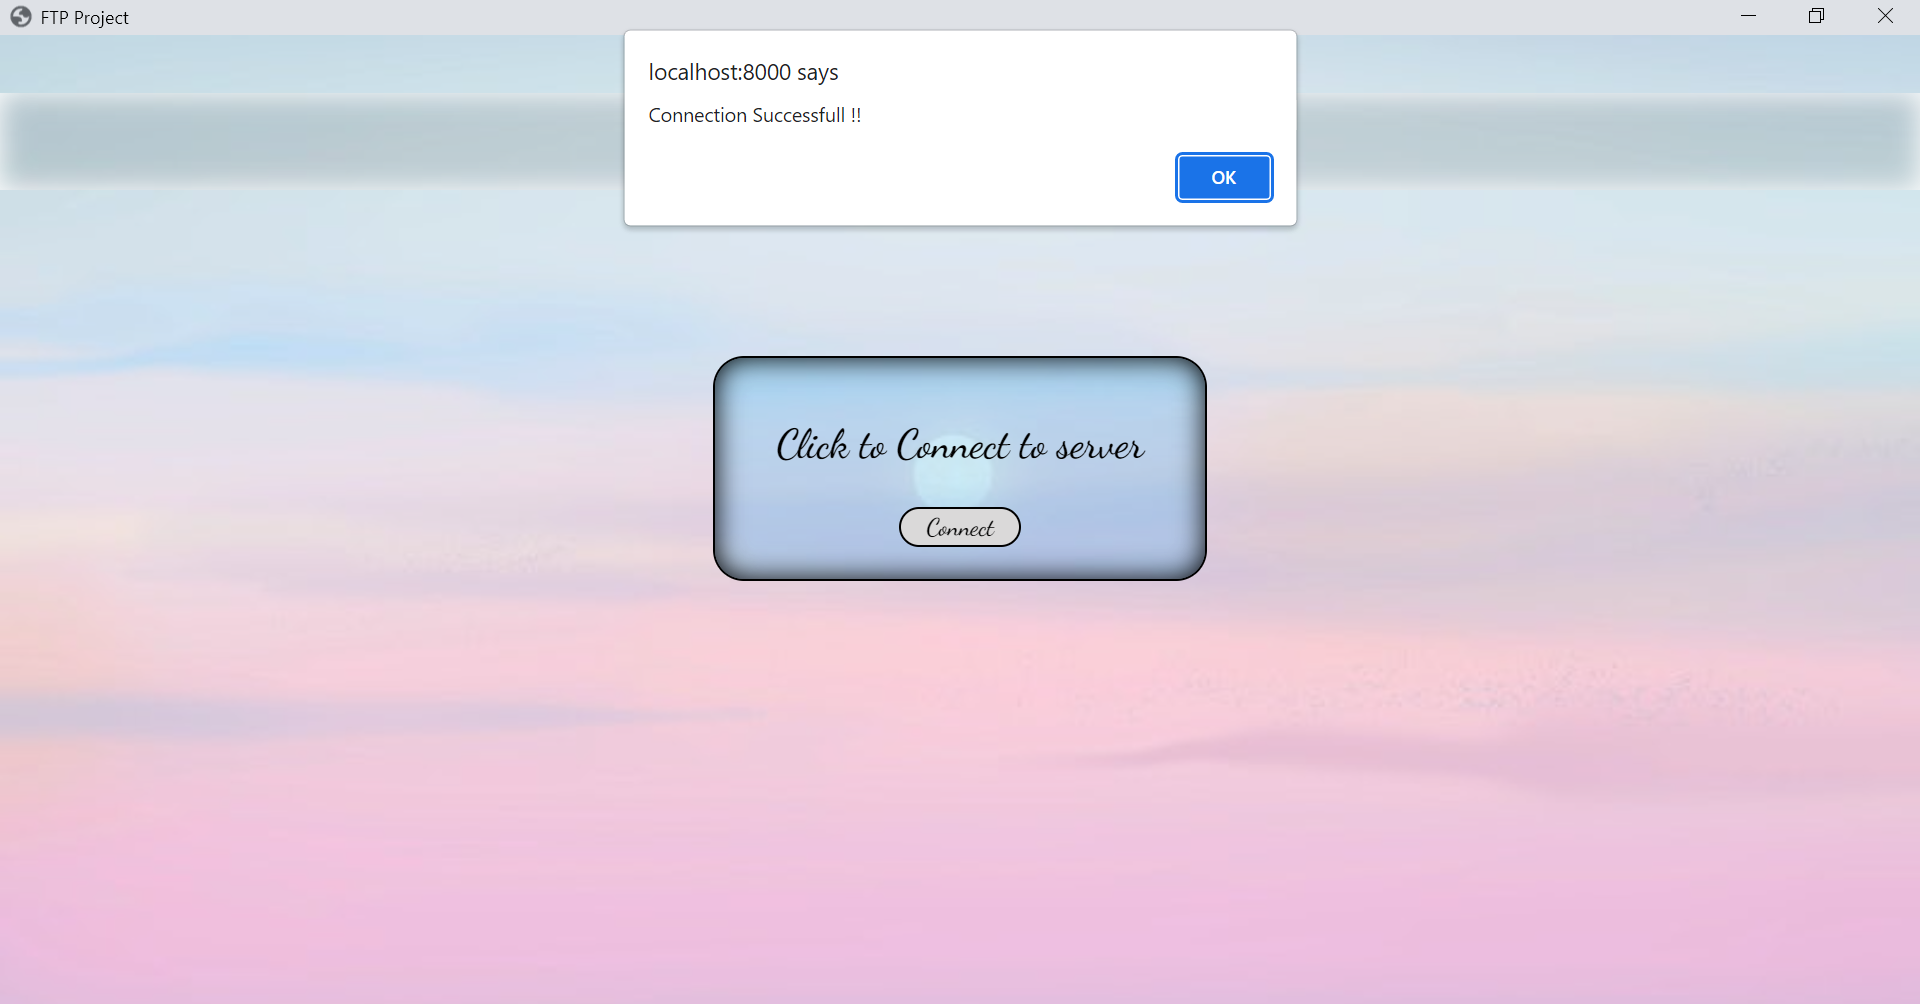 FTP Project
localhost:8000 says
Connection Successfull !!
OK
Click to Connect to server
Connect